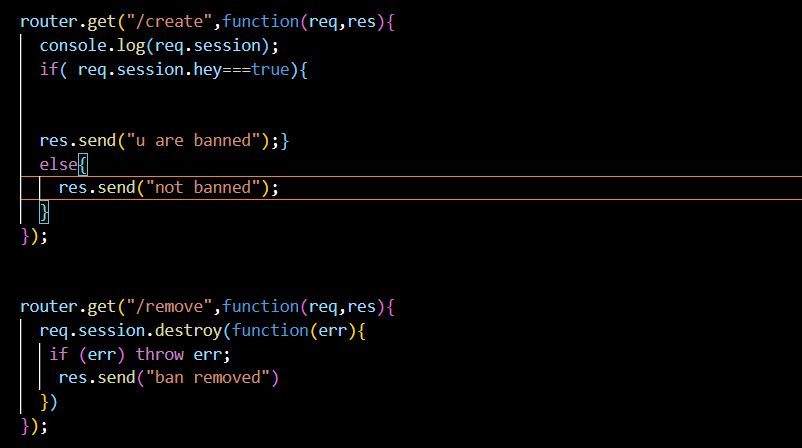 router.get("/create",function(req,res){
console.log(req.session);
if( req.session.hey===true){
res.send("u are banned");}
else{
res.send("not banned");
}
});
router.get("/remove",function(req,res){
req.session.destroy(function(err){
if (err) throw err;
res.send("ban removed")
})
});